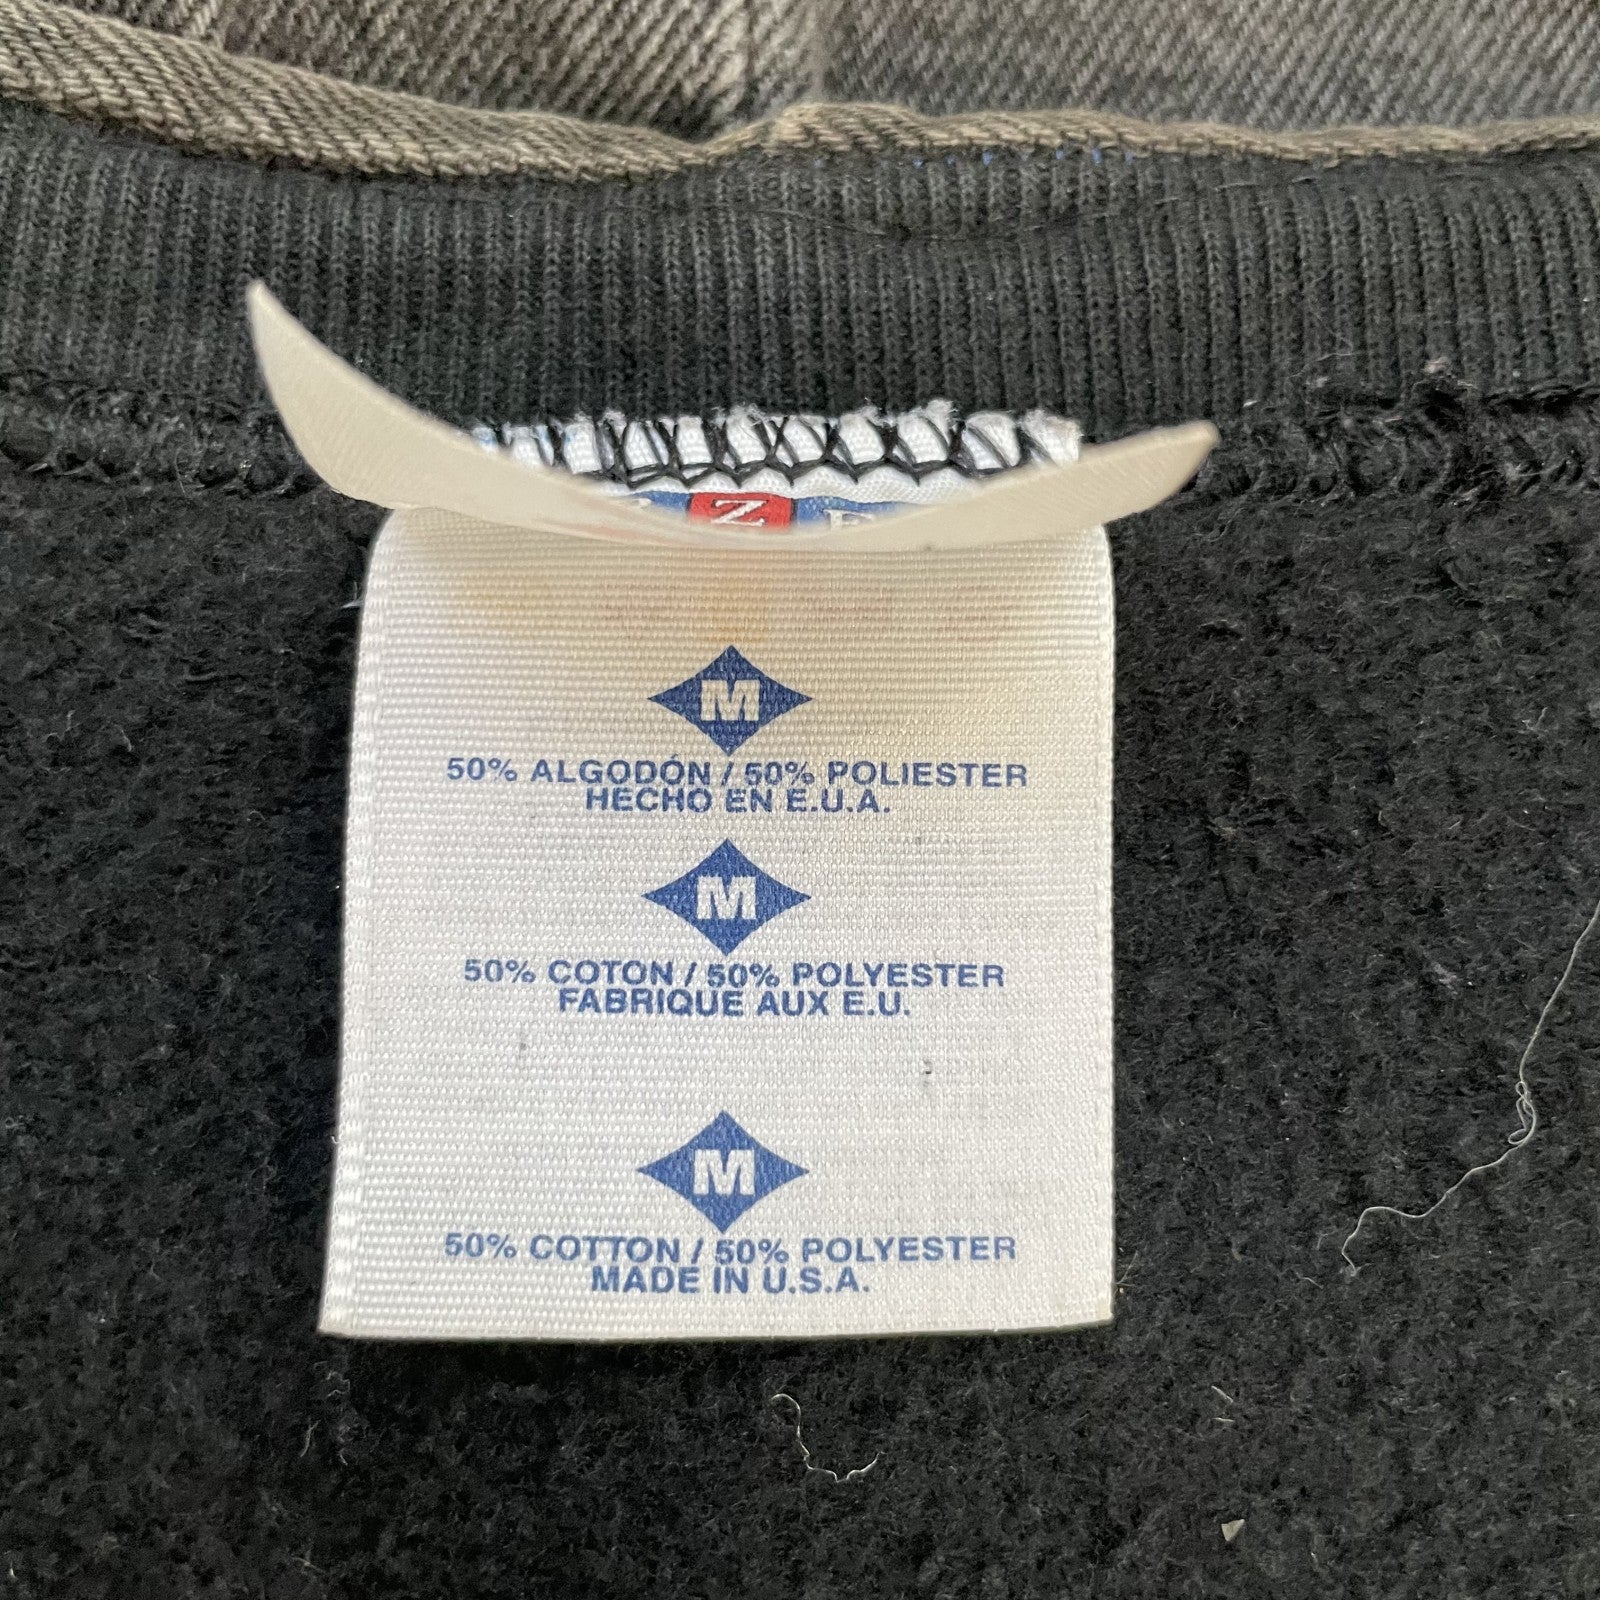 Z
M
50% ALGODÓN / 50% POLIESTER
HECHO EN E.U.A.
M
50% COTON / 50% POLYESTER
FABRIQUE AUX E.U.
M
50% COTTON / 50% POLYESTER
MADE IN U.S.A.